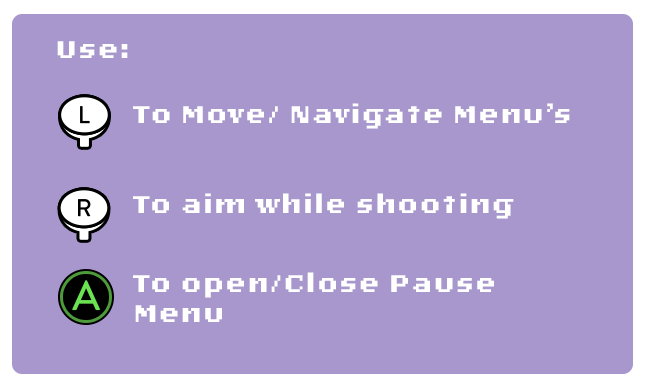 Use:
L To Move/ Navigate Menu's
R To aim while shooting
A To open/Close Pause
Menu